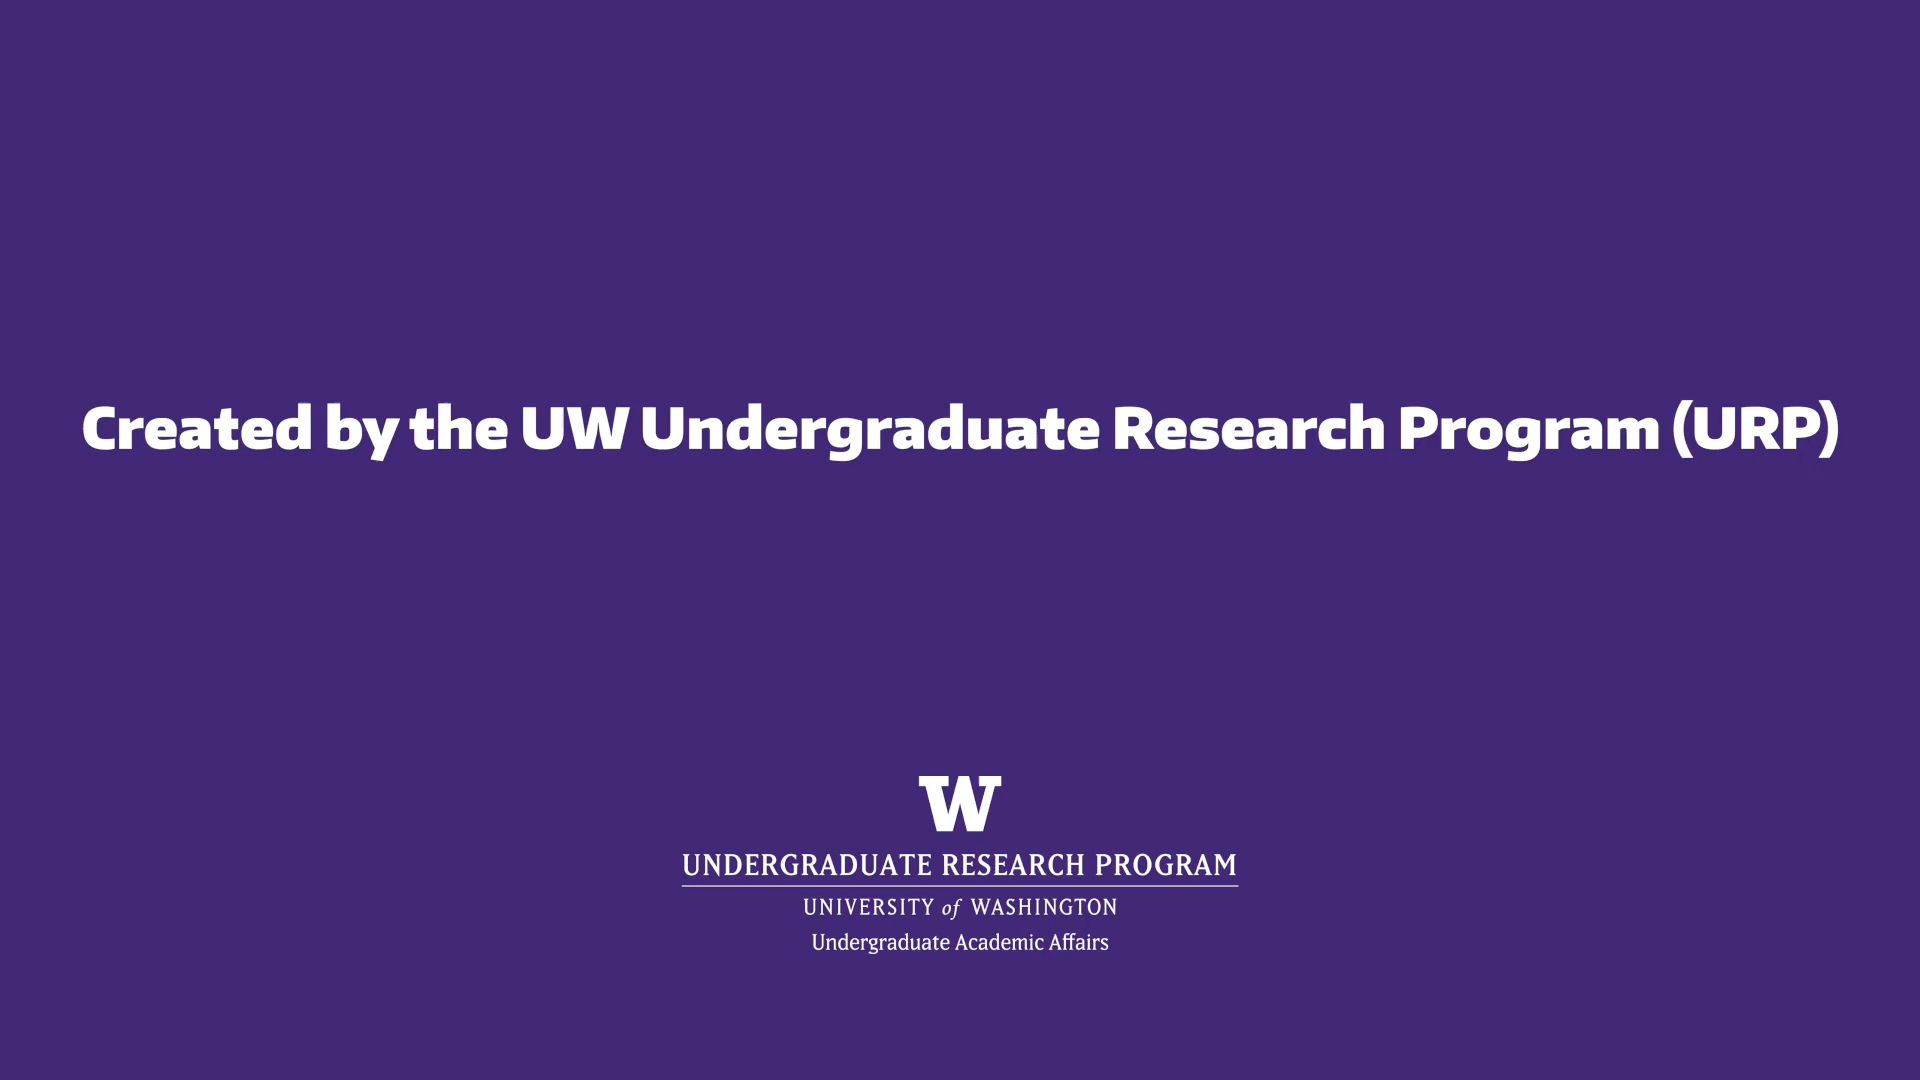 Created by the UW Undergraduate Research Program (URP)
W
UNDERGRADUATE RESEARCH PROGRAM
UNIVERSITY of WASHINGTON
Undergraduate Academic Affairs